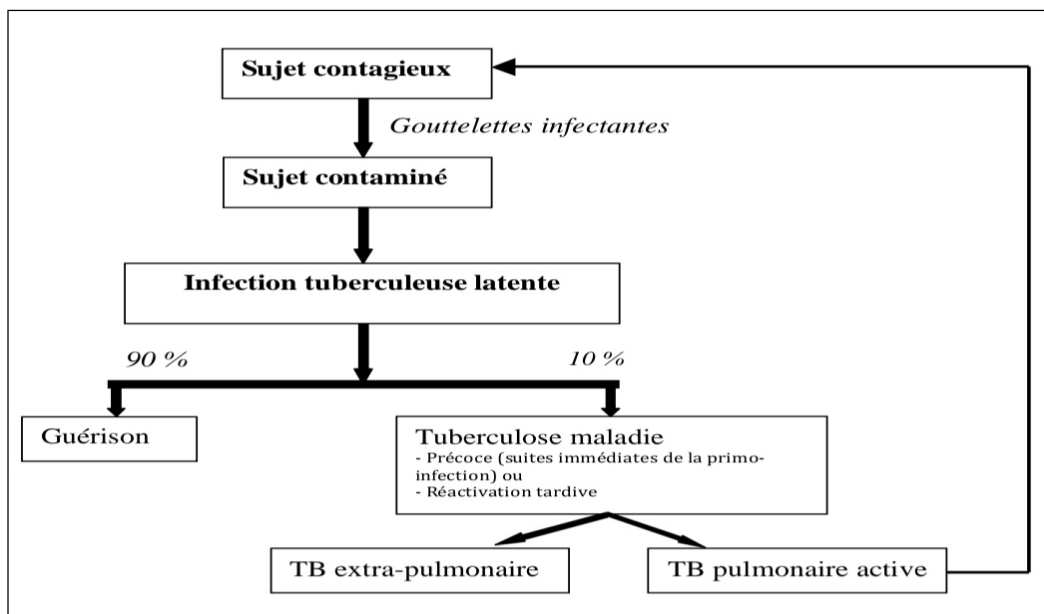 Sujet contagieux
Gouttelettes infectantes
Sujet contaminé
Infection tuberculeuse latente
90 %
10 %
Guérison
Tuberculose maladie
- Précoce (suites immédiates de la primo-
infection) ou
- Réactivation tardive
TB extra-pulmonaire
TB pulmonaire active